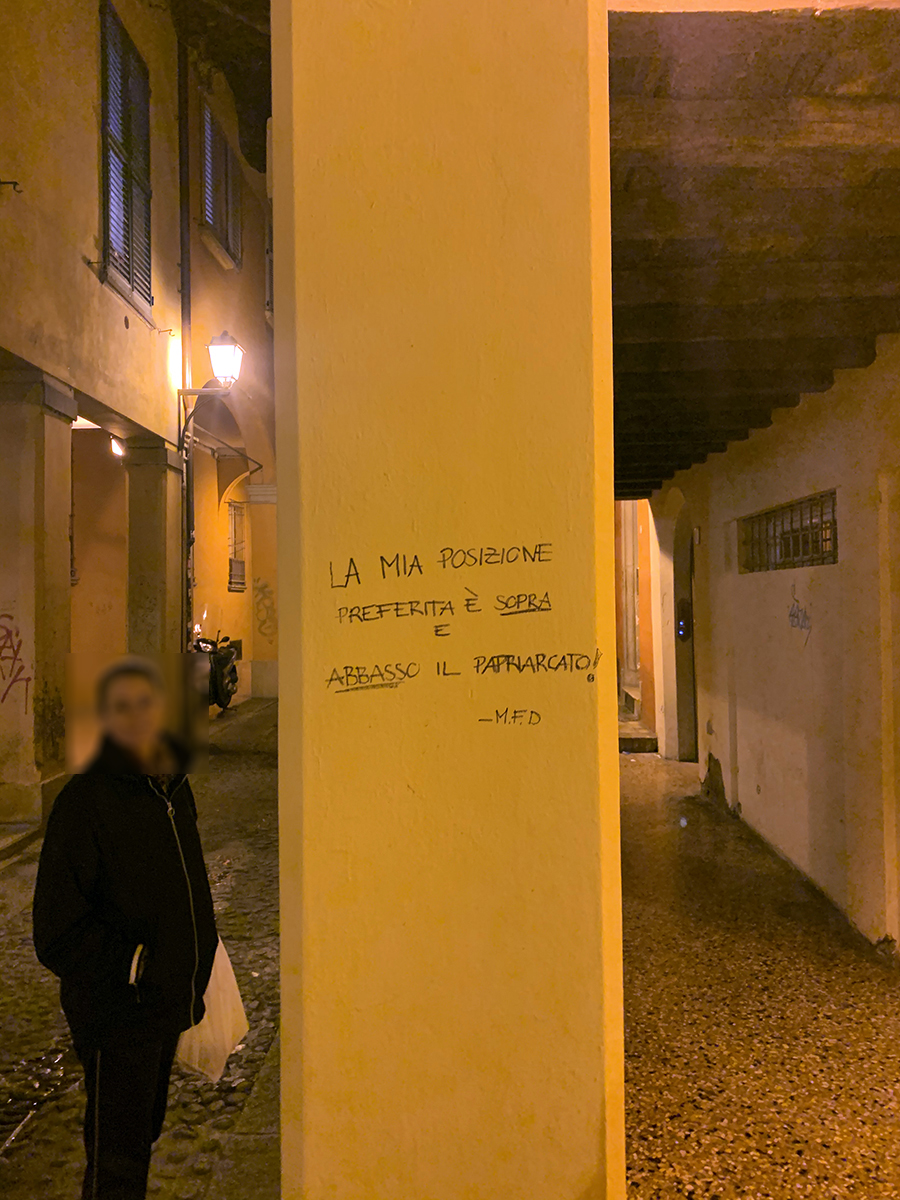 LA MIA POSIZIONE
PREFERITA È SOPRA
E
ABBASSO IL PAPRIARCATO!
-M.F.D